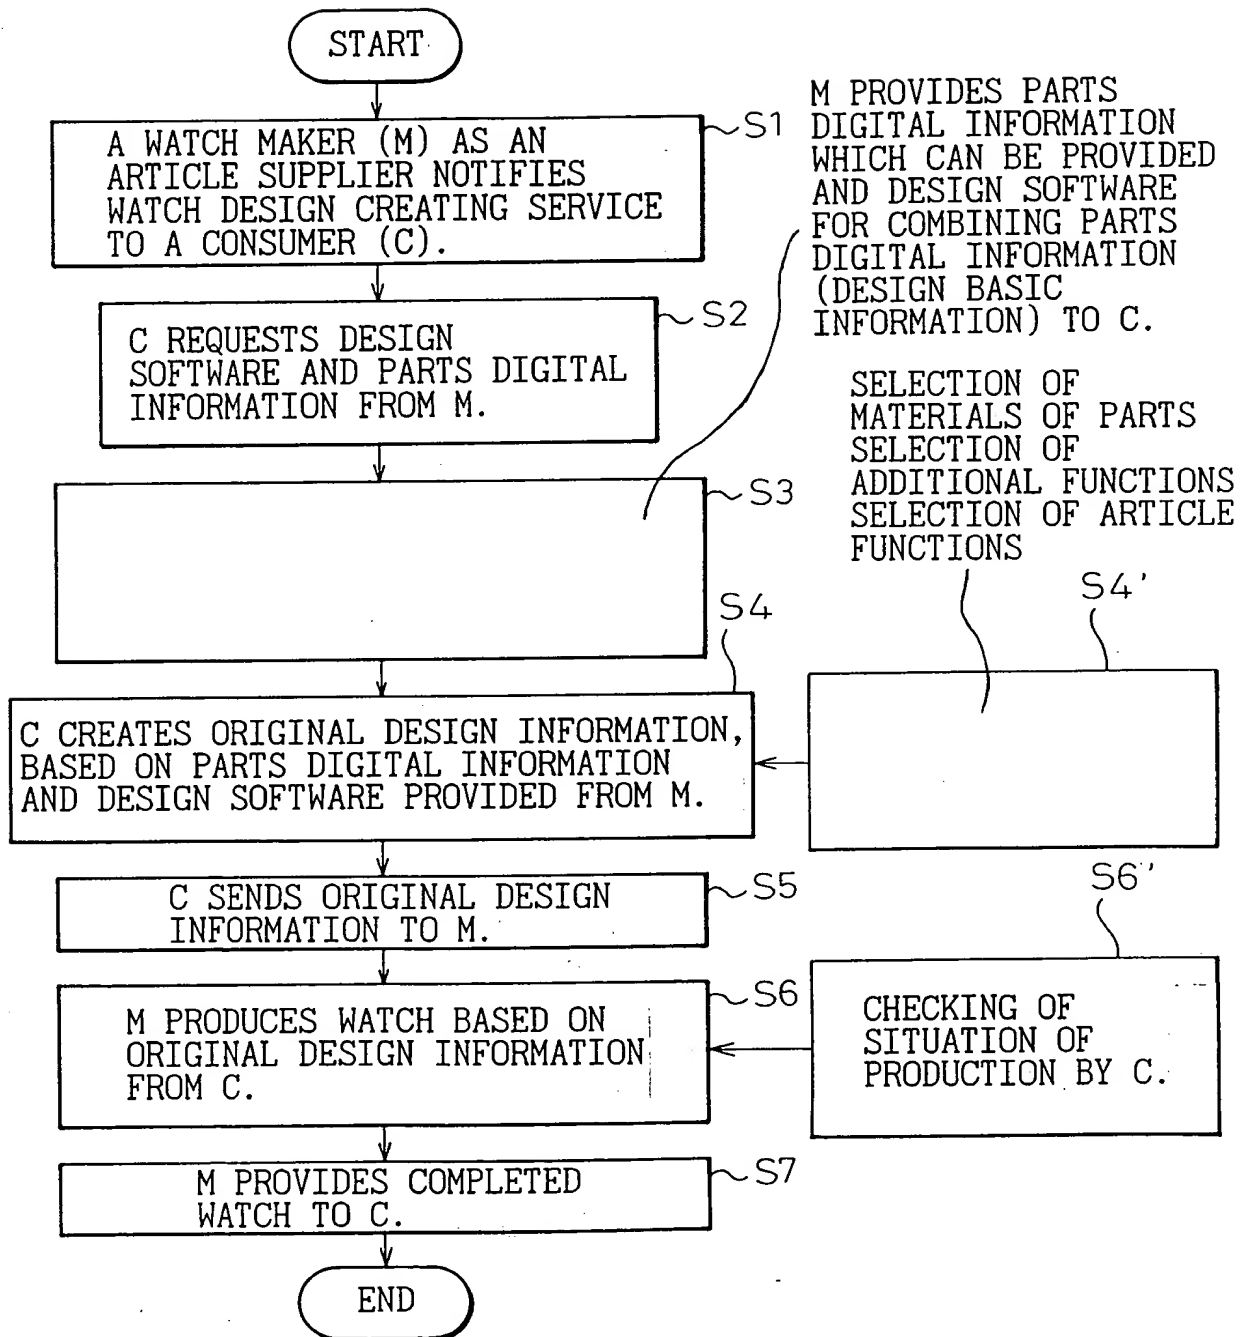 START
A WATCH MAKER (M) AS AN
ARTICLE SUPPLIER NOTIFIES
WATCH DESIGN CREATING SERVICE
TO A CONSUMER (C).
S1
M PROVIDES PARTS
DIGITAL INFORMATION
WHICH CAN BE PROVIDED
AND DESIGN SOFTWARE
FOR COMBINING PARTS
DIGITAL INFORMATION
(DESIGN BASIC
INFORMATION) TO C.
C REQUESTS DESIGN
SOFTWARE AND PARTS DIGITAL
INFORMATION FROM M.
S2
SELECTION OF
MATERIALS OF PARTS
SELECTION OF
ADDITIONAL FUNCTIONS
SELECTION OF ARTICLE
FUNCTIONS
S3
S4
S4'
C CREATES ORIGINAL DESIGN INFORMATION,
BASED ON PARTS DIGITAL INFORMATION
AND DESIGN SOFTWARE PROVIDED FROM M.
C SENDS ORIGINAL DESIGN
INFORMATION TO M.
S5
S6'
M PRODUCES WATCH BASED ON
ORIGINAL DESIGN INFORMATION
FROM C.
S6
CHECKING OF
SITUATION OF
PRODUCTION BY C.
M PROVIDES COMPLETED
WATCH TO C.
S7
END